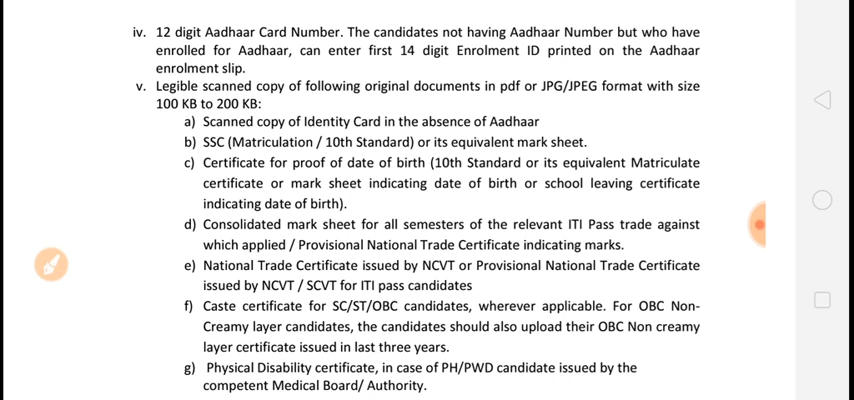 iv. 12 digit Aadhaar Card Number. The candidates not having Aadhaar Number but who have
enrolled for Aadhaar, can enter first 14 digit Enrolment ID printed on the Aadhaar
enrolment slip.
v. Legible scanned copy of following original documents in pdf or JPG/JPEG format with size
100 KB to 200 KB:
a) Scanned copy of Identity Card in the absence of Aadhaar
b) SSC (Matriculation / 10th Standard) or its equivalent mark sheet.
c) Certificate for proof of date of birth (10th Standard or its equivalent Matriculate
certificate or mark sheet indicating date of birth or school leaving certificate
indicating date of birth).
d) Consolidated mark sheet for all semesters of the relevant ITI Pass trade against
which applied / Provisional National Trade Certificate indicating marks.
e) National Trade Certificate issued by NCVT or Provisional National Trade Certificate
issued by NCVT / SCVT for ITI pass candidates
f) Caste certificate for SC/ST/OBC candidates, wherever applicable. For OBC Non-
Creamy layer candidates, the candidates should also upload their OBC Non creamy
layer certificate issued in last three years.
g) Physical Disability certificate, in case of PH/PWD candidate issued by the
competent Medical Board/ Authority.